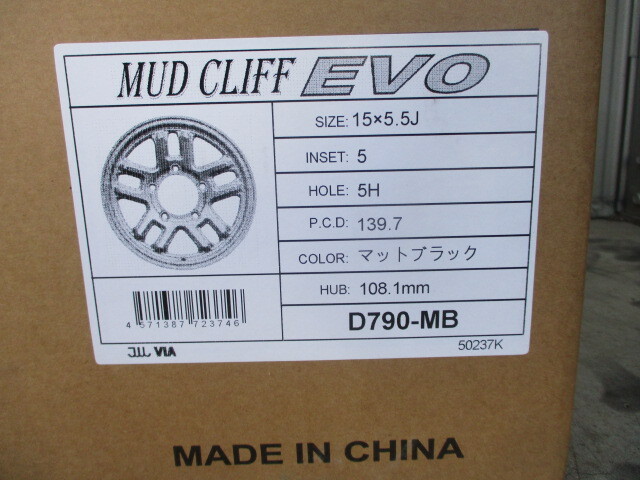 MUD CLIFF EVO
SIZE: 15×5.5J
INSET: 5
HOLE: 5H
P.C.D: 139.7
COLOR: マットブラック
HUB: 108.1mm
D790-MB
4 571387 723746
JWL VIA
50237K
MADE IN CHINA